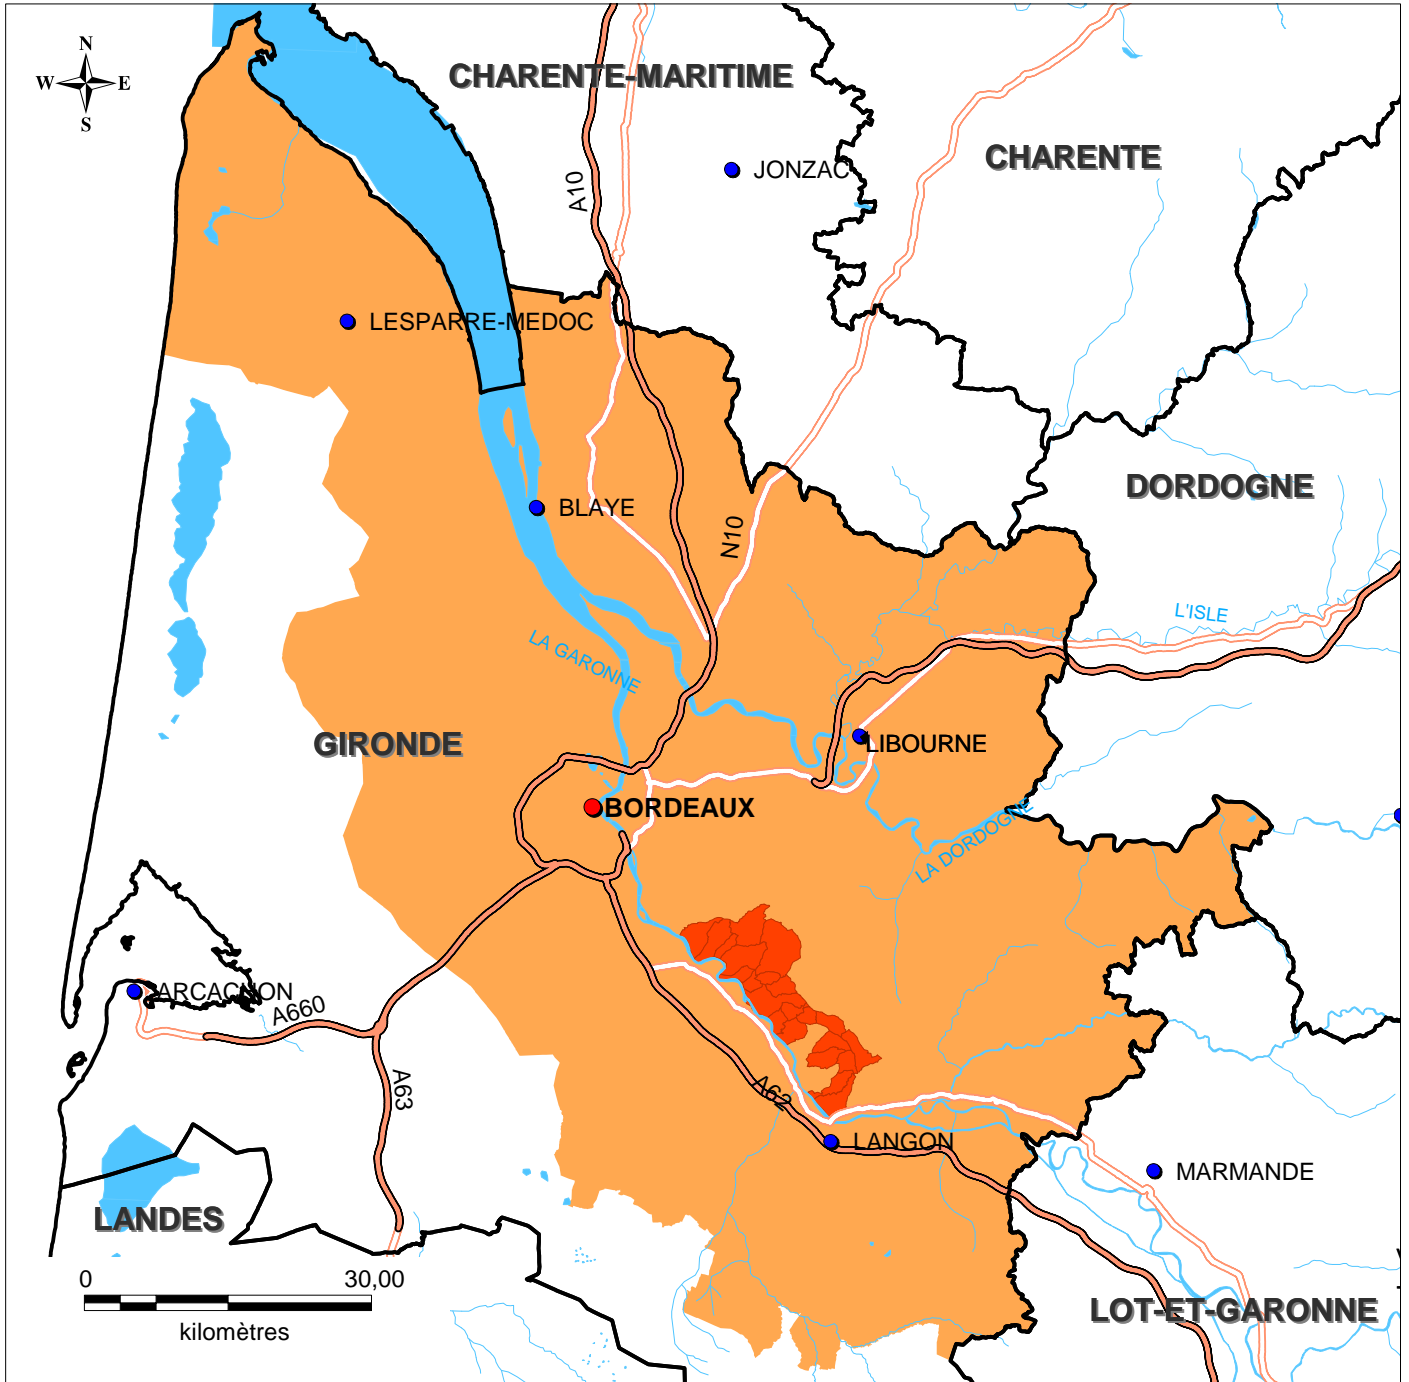 N
W E
S
CHARENTE-MARITIME
CHARENTE
JONZAC
A10
LESPARRE-MEDOC
DORDOGNE
BLAYE
N10
L'ISLE
LA GARONNE
GIRONDE
LIBOURNE
BORDEAUX
LA DORDOGNE
ARCACHON
A660
A63
A62
LANGON
MARMANDE
LANDES
0 30,00
kilomètres
LOT-ET-GARONNE